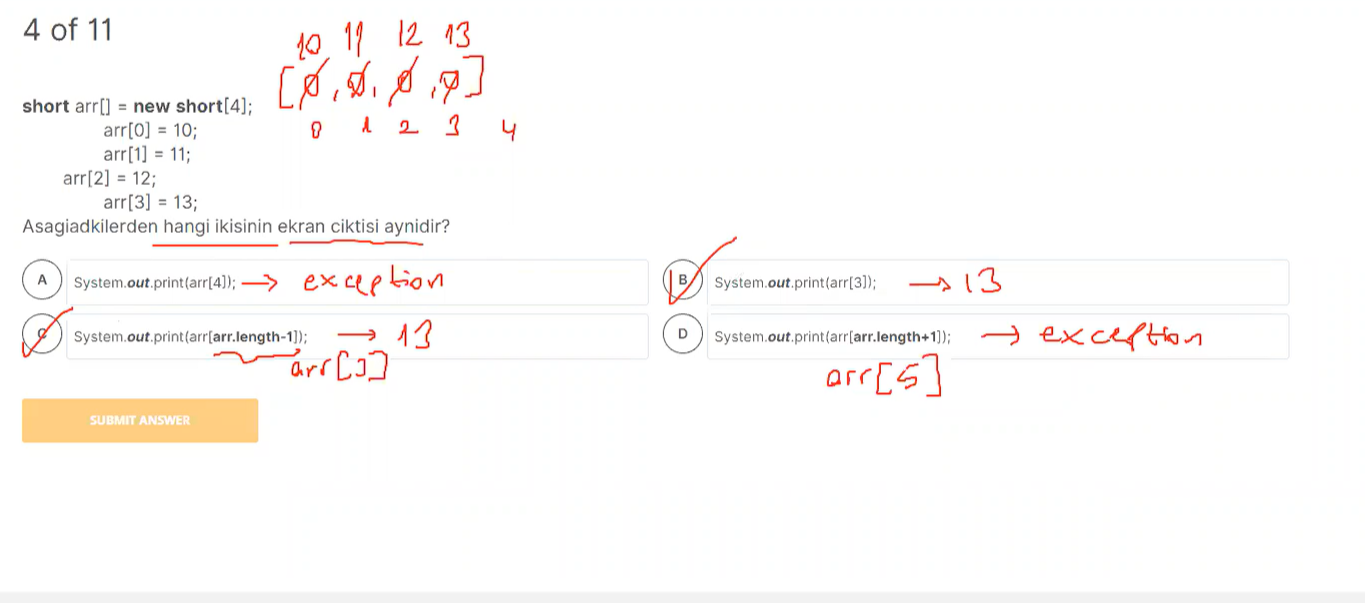 4 of 11
10 11 12 13
[0, 0, 0, 0]
short arr[] = new short[4];
0 1 2 3 4
arr[0] = 10;
arr[1] = 11;
arr[2] = 12;
arr[3] = 13;
Asagiadkilerden hangi ikisinin ekran ciktisi aynidir?
A System.out.print(arr[4]); → exception
B System.out.print(arr[3]); → 13
C System.out.print(arr[arr.length-1]); → 13
arr[3]
D System.out.print(arr[arr.length+1]); → exception
arr[5]
SUBMIT ANSWER